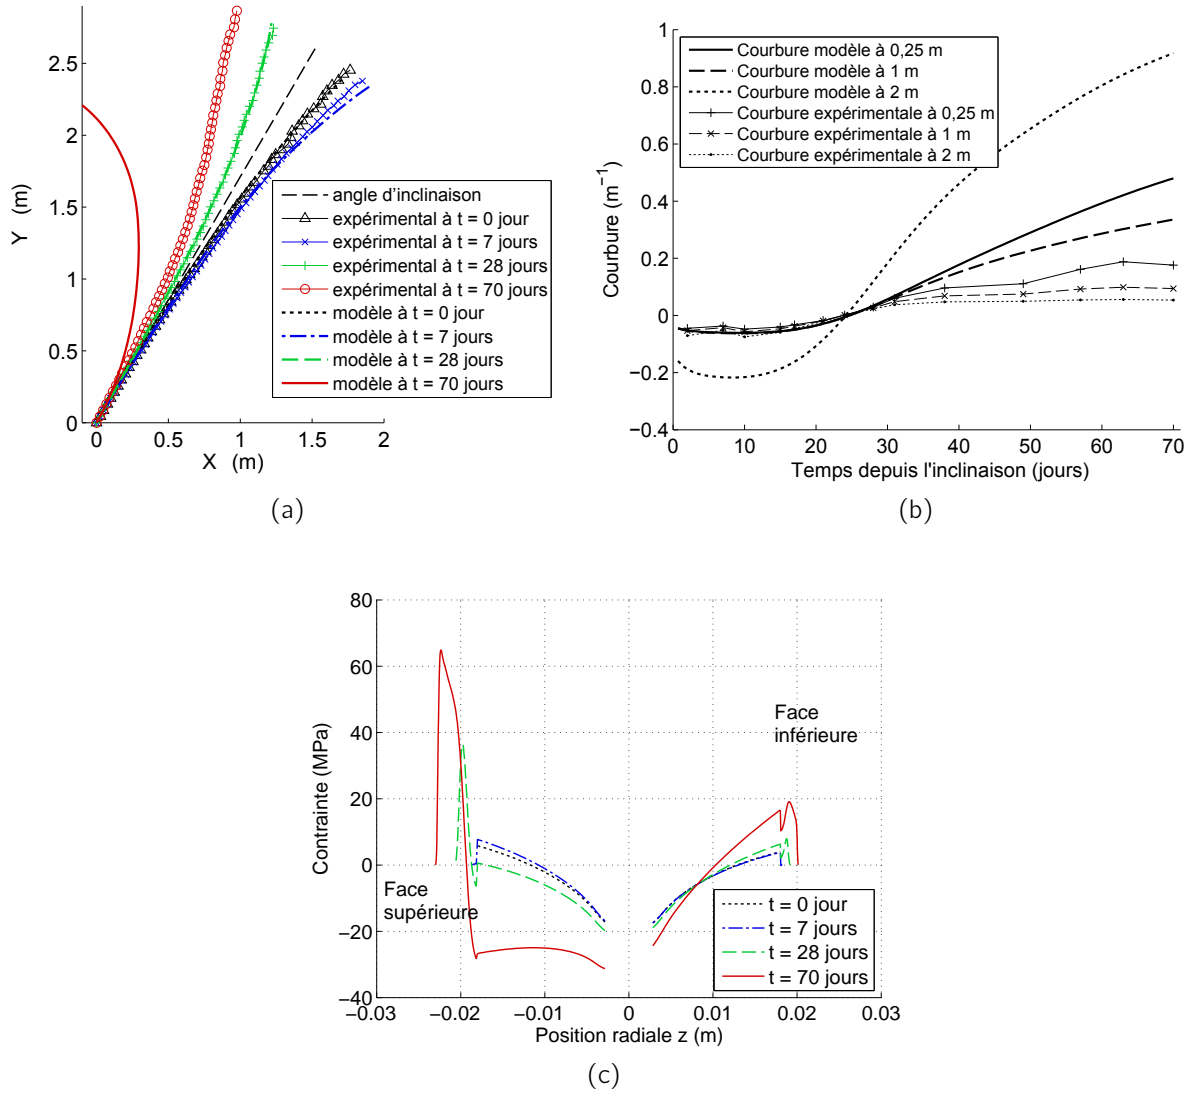 2.5
2
1.5
1
0.5
0
Y (m)
0
0.5
1
1.5
2
X (m)
angle d'inclinaison
expérimental à t = 0 jour
expérimental à t = 7 jours
expérimental à t = 28 jours
expérimental à t = 70 jours
modèle à t = 0 jour
modèle à t = 7 jours
modèle à t = 28 jours
modèle à t = 70 jours
(a)
1
0.8
0.6
0.4
0.2
0
−0.2
−0.4
Courbure (m⁻¹)
Courbure modèle à 0,25 m
Courbure modèle à 1 m
Courbure modèle à 2 m
Courbure expérimentale à 0,25 m
Courbure expérimentale à 1 m
Courbure expérimentale à 2 m
0
10
20
30
40
50
60
70
Temps depuis l'inclinaison (jours)
(b)
80
60
40
20
0
−20
−40
Contrainte (MPa)
Face
inférieure
Face
supérieure
t = 0 jour
t = 7 jours
t = 28 jours
t = 70 jours
−0.03
−0.02
−0.01
0
0.01
0.02
0.03
Position radiale z (m)
(c)